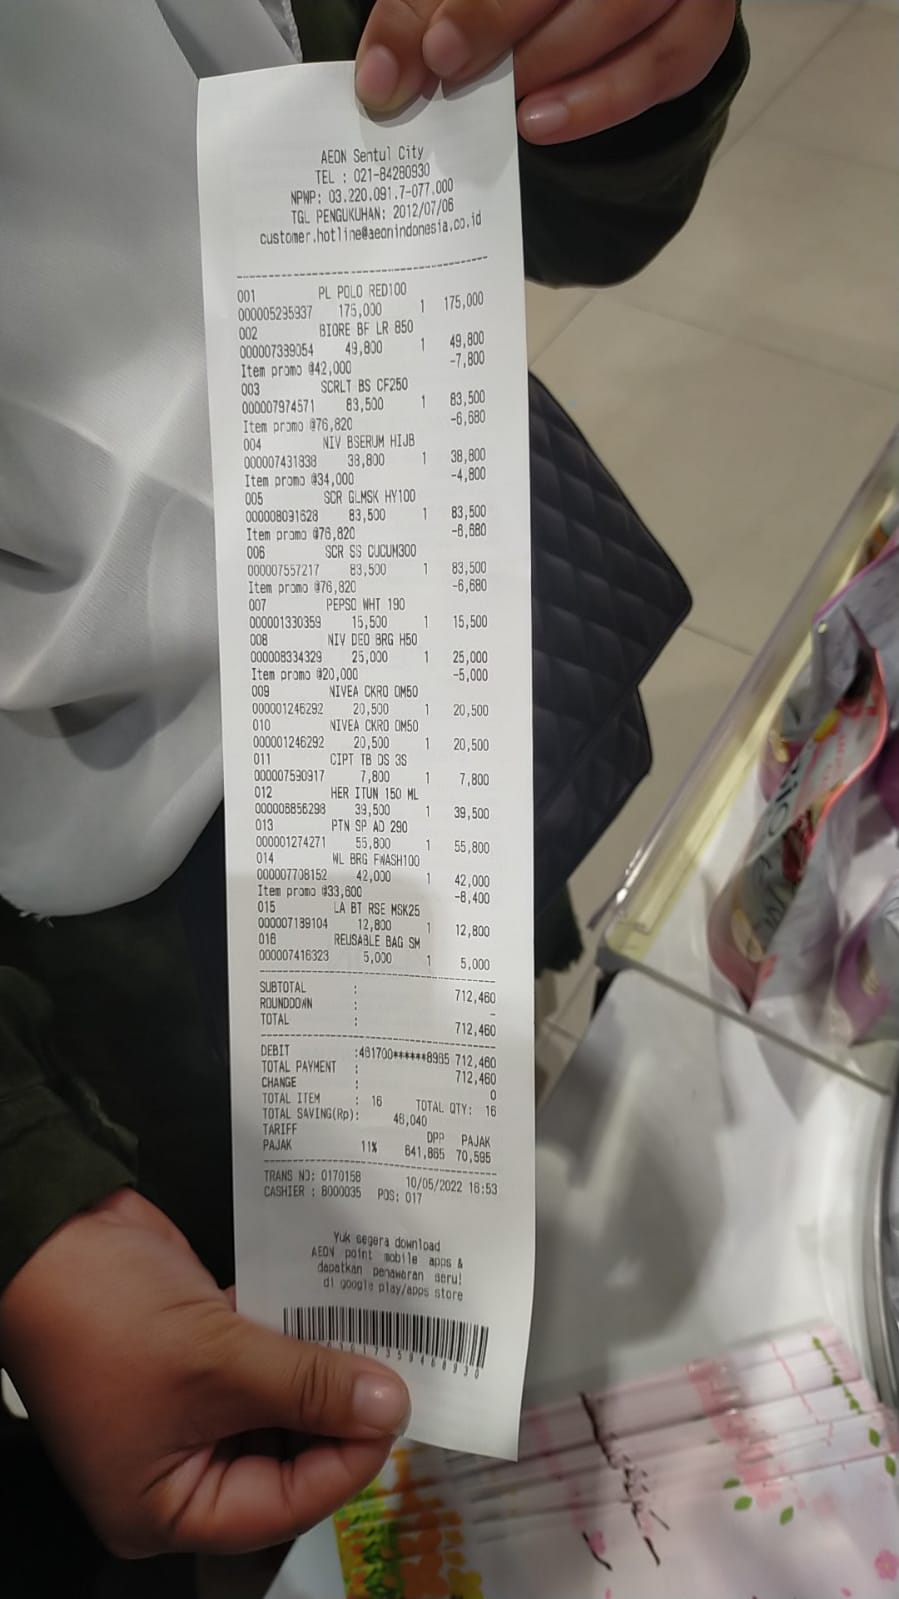 AEON Sentul City
TEL : 021-84280930
NPWP: 03.220.091.7-077.000
TGL PENGUKUHAN: 2012/07/06
customer.hotline@aeonindonesia.co.id
001 PL POLO RED100
000005295937 175,000 1 175,000
002 BIORE BF LR 850
000007339054 49,800 1 49,800
Item promo @42,000 -7,800
003 SCRLT BS CF250
000007974571 83,500 1 83,500
Item promo @76,820 -6,680
004 NIV BSERUM HIJB
000007431838 38,800 1 38,800
Item promo @34,000 -4,800
005 SCR GLMSK HY100
000008031628 83,500 1 83,500
Item promo @76,820 -6,680
006 SCR SS CUCUM300
000007557217 83,500 1 83,500
Item promo @76,820 -6,680
007 PEPSO WHT 190
000001330359 15,500 1 15,500
008 NIV DEO BRG H50
000008334329 25,000 1 25,000
Item promo @20,000 -5,000
009 NIVEA CKRO DM50
000001246292 20,500 1 20,500
010 NIVEA CKRO DM50
000001246292 20,500 1 20,500
011 CIPT TB DS 3S
000007590917 7,800 1 7,800
012 HER ITUN 150 ML
000008856298 39,500 1 39,500
013 PTN SP AD 290
000001274271 55,800 1 55,800
014 WL BRG FWASH100
000007708152 42,000 1 42,000
Item promo @33,600 -8,400
015 LA BT RSE MSK25
000007139104 12,800 1 12,800
016 REUSABLE BAG SM
000007416323 5,000 1 5,000
SUBTOTAL : 712,460
ROUNDDOWN : -
TOTAL : 712,460
DEBIT :461700******8985 712,460
TOTAL PAYMENT : 712,460
CHANGE : 0
TOTAL ITEM : 16 TOTAL QTY: 16
TOTAL SAVING(Rp): 46,040
TARIFF DPP PAJAK
PAJAK 11% 641,865 70,595
TRANS NO: 0170158 10/05/2022 16:53
CASHIER : 8000035 POS: 017
Yuk segera download
AEON point mobile apps &
dapatkan penawaran seru!
di google play/apps store